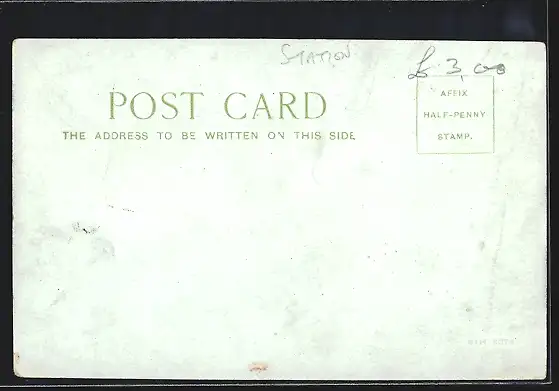 STATION
£ 3,00
POST CARD
THE ADDRESS TO BE WRITTEN ON THIS SIDE
AFFIX
HALF-PENNY
STAMP.